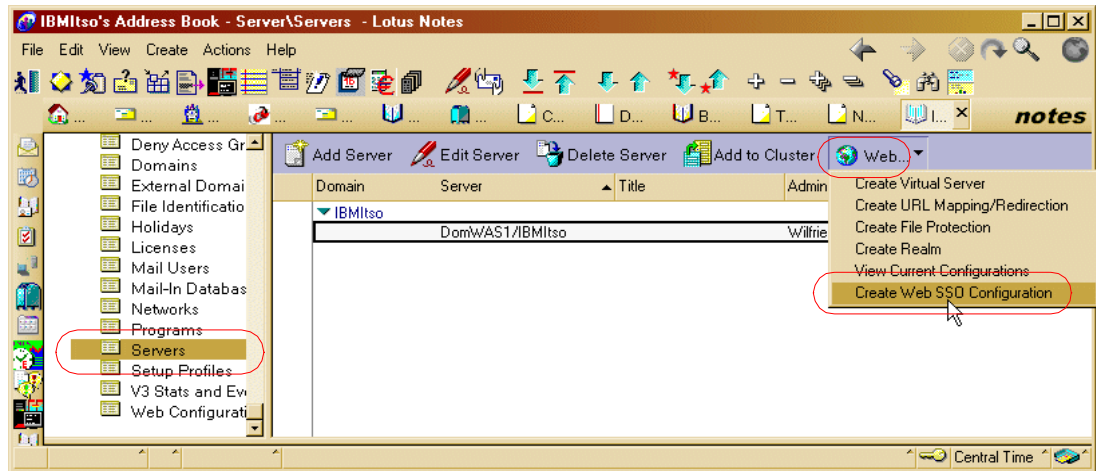 IBMItso's Address Book - Server\Servers - Lotus Notes
File Edit View Create Actions Help
... ... ... ... ... ... ... C... D... B... T... N... I... notes
Deny Access Gr
Domains
External Domai
File Identificatio
Holidays
Licenses
Mail Users
Mail-In Databas
Networks
Programs
Servers
Setup Profiles
V3 Stats and Eve
Web Configurati
Add Server Edit Server Delete Server Add to Cluster Web...
Domain Server Title Admin
IBMItso
DomWAS1/IBMItso Wilfrie
Create Virtual Server
Create URL Mapping/Redirection
Create File Protection
Create Realm
View Current Configurations
Create Web SSO Configuration
Central Time